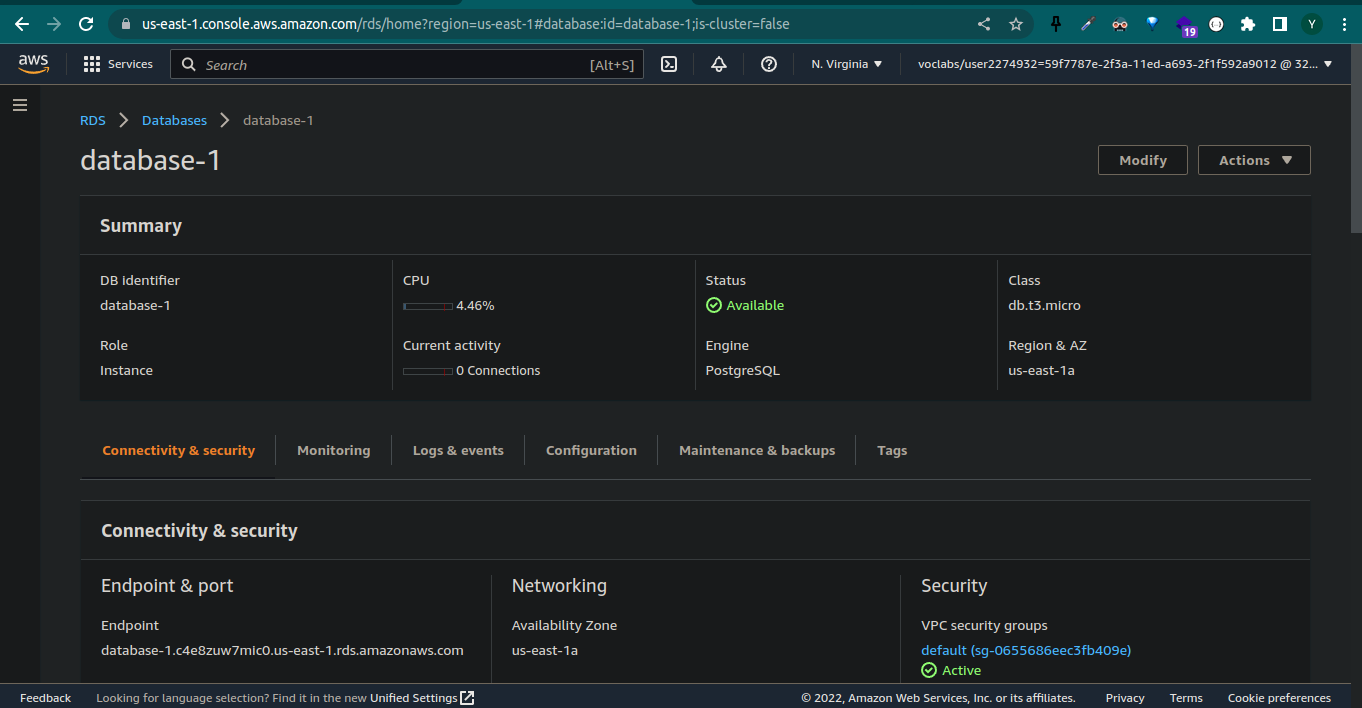 us-east-1.console.aws.amazon.com/rds/home?region=us-east-1#database:id=database-1;is-cluster=false
19
Y
aws
Services
Search
[Alt+S]
N. Virginia
voclabs/user2274932=59f7787e-2f3a-11ed-a693-2f1f592a9012 @ 32...
RDS
Databases
database-1
database-1
Modify
Actions
Summary
DB identifier
CPU
Status
Class
database-1
4.46%
Available
db.t3.micro
Role
Current activity
Engine
Region & AZ
Instance
0 Connections
PostgreSQL
us-east-1a
Connectivity & security
Monitoring
Logs & events
Configuration
Maintenance & backups
Tags
Connectivity & security
Endpoint & port
Networking
Security
Endpoint
Availability Zone
VPC security groups
database-1.c4e8zuw7mic0.us-east-1.rds.amazonaws.com
us-east-1a
default (sg-0655686eec3fb409e)
Active
Feedback
Looking for language selection? Find it in the new Unified Settings
© 2022, Amazon Web Services, Inc. or its affiliates.
Privacy
Terms
Cookie preferences